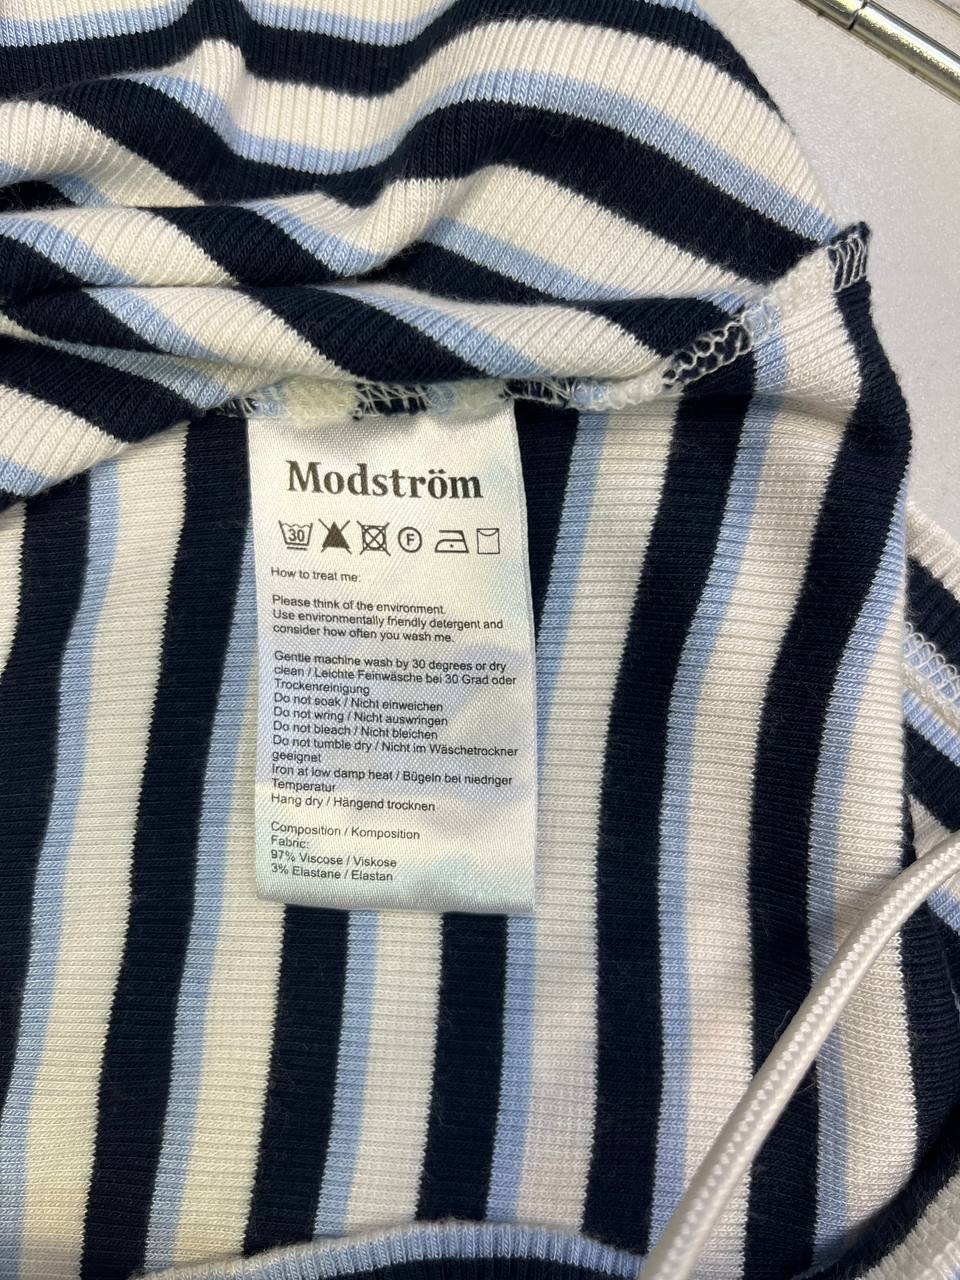 Modström
30
F
How to treat me:
Please think of the environment.
Use environmentally friendly detergent and
consider how often you wash me.
Gentle machine wash by 30 degrees or dry
clean / Leichte Feinwäsche bei 30 Grad oder
Trockenreinigung
Do not soak / Nicht einweichen
Do not wring / Nicht auswringen
Do not bleach / Nicht bleichen
Do not tumble dry / Nicht im Wäschetrockner
geeignet
Iron at low damp heat / Bügeln bei niedriger
Temperatur
Hang dry / Hängend trocknen
Composition / Komposition
Fabric:
97% Viscose / Viskose
3% Elastane / Elastan